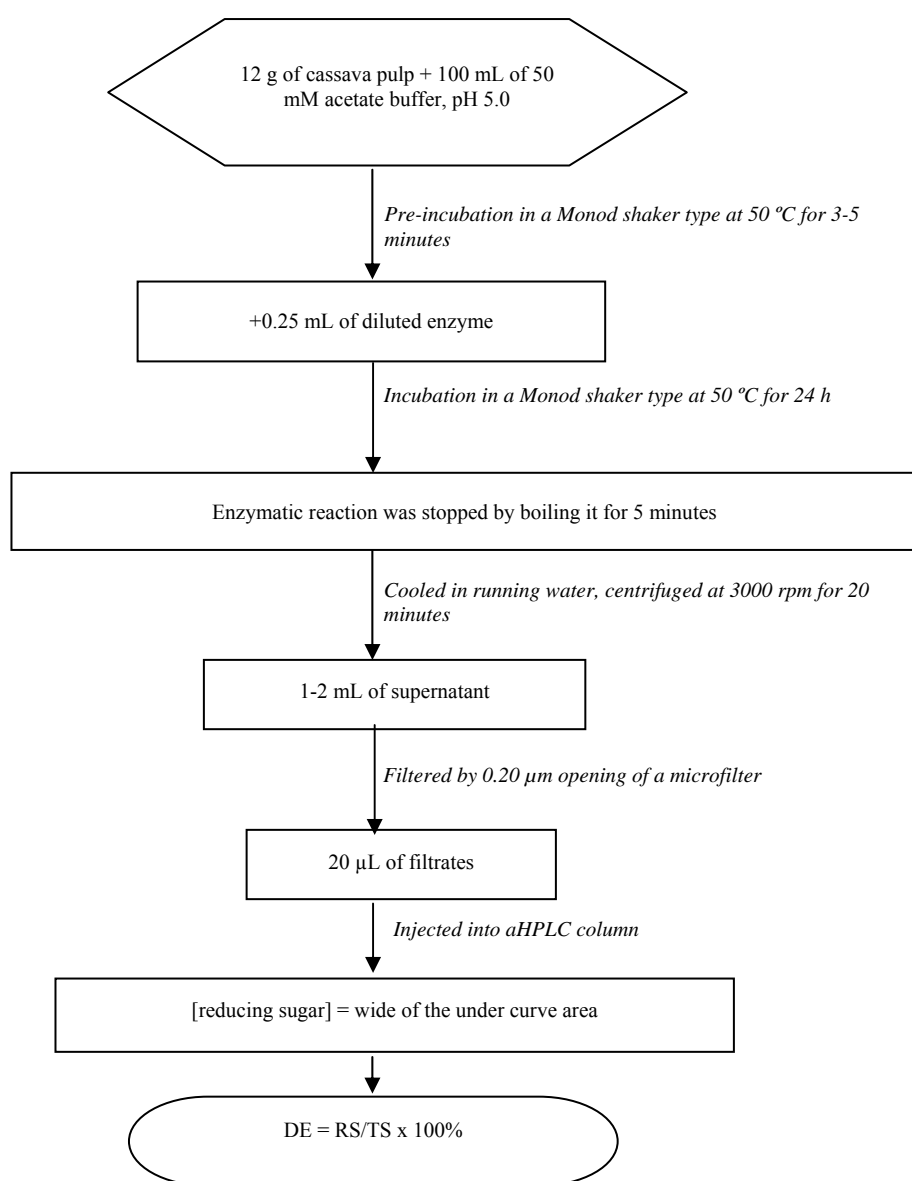 12 g of cassava pulp + 100 mL of 50
mM acetate buffer, pH 5.0
Pre-incubation in a Monod shaker type at 50 ºC for 3-5
minutes
+0.25 mL of diluted enzyme
Incubation in a Monod shaker type at 50 ºC for 24 h
Enzymatic reaction was stopped by boiling it for 5 minutes
Cooled in running water, centrifuged at 3000 rpm for 20
minutes
1-2 mL of supernatant
Filtered by 0.20 µm opening of a microfilter
20 µL of filtrates
Injected into aHPLC column
[reducing sugar] = wide of the under curve area
DE = RS/TS x 100%